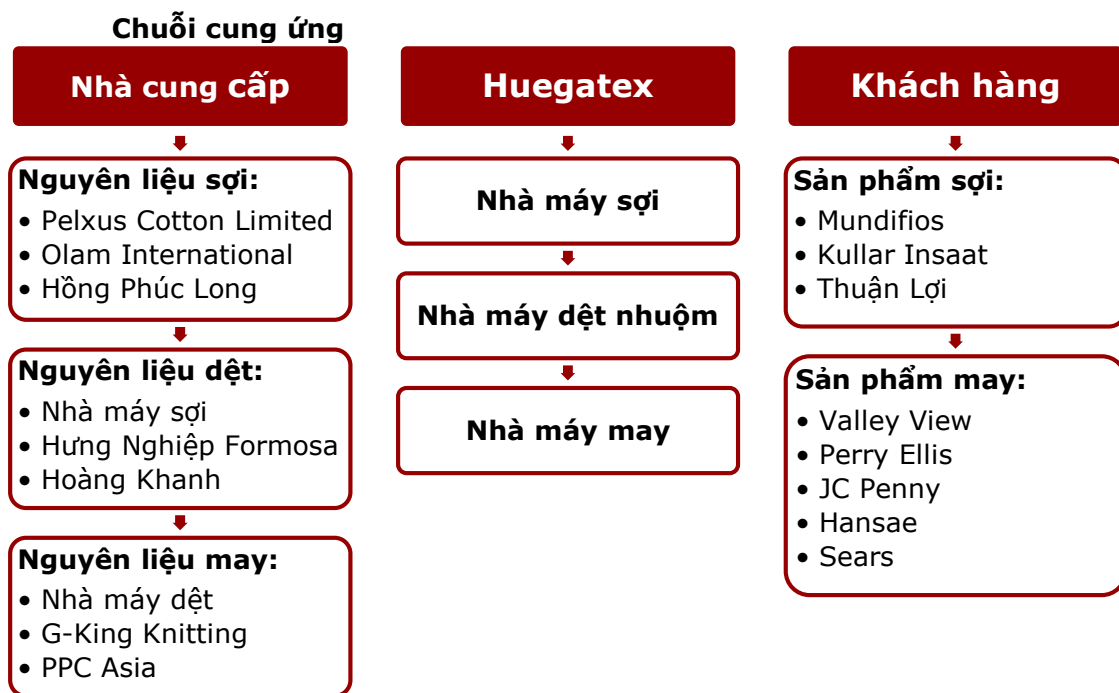 Chuỗi cung ứng
Nhà cung cấp
Nguyên liệu sợi:
• Pelxus Cotton Limited
• Olam International
• Hồng Phúc Long
Nguyên liệu dệt:
• Nhà máy sợi
• Hưng Nghiệp Formosa
• Hoàng Khanh
Nguyên liệu may:
• Nhà máy dệt
• G-King Knitting
• PPC Asia
Huegatex
Nhà máy sợi
Nhà máy dệt nhuộm
Nhà máy may
Khách hàng
Sản phẩm sợi:
• Mundifios
• Kullar Insaat
• Thuận Lợi
Sản phẩm may:
• Valley View
• Perry Ellis
• JC Penny
• Hansae
• Sears